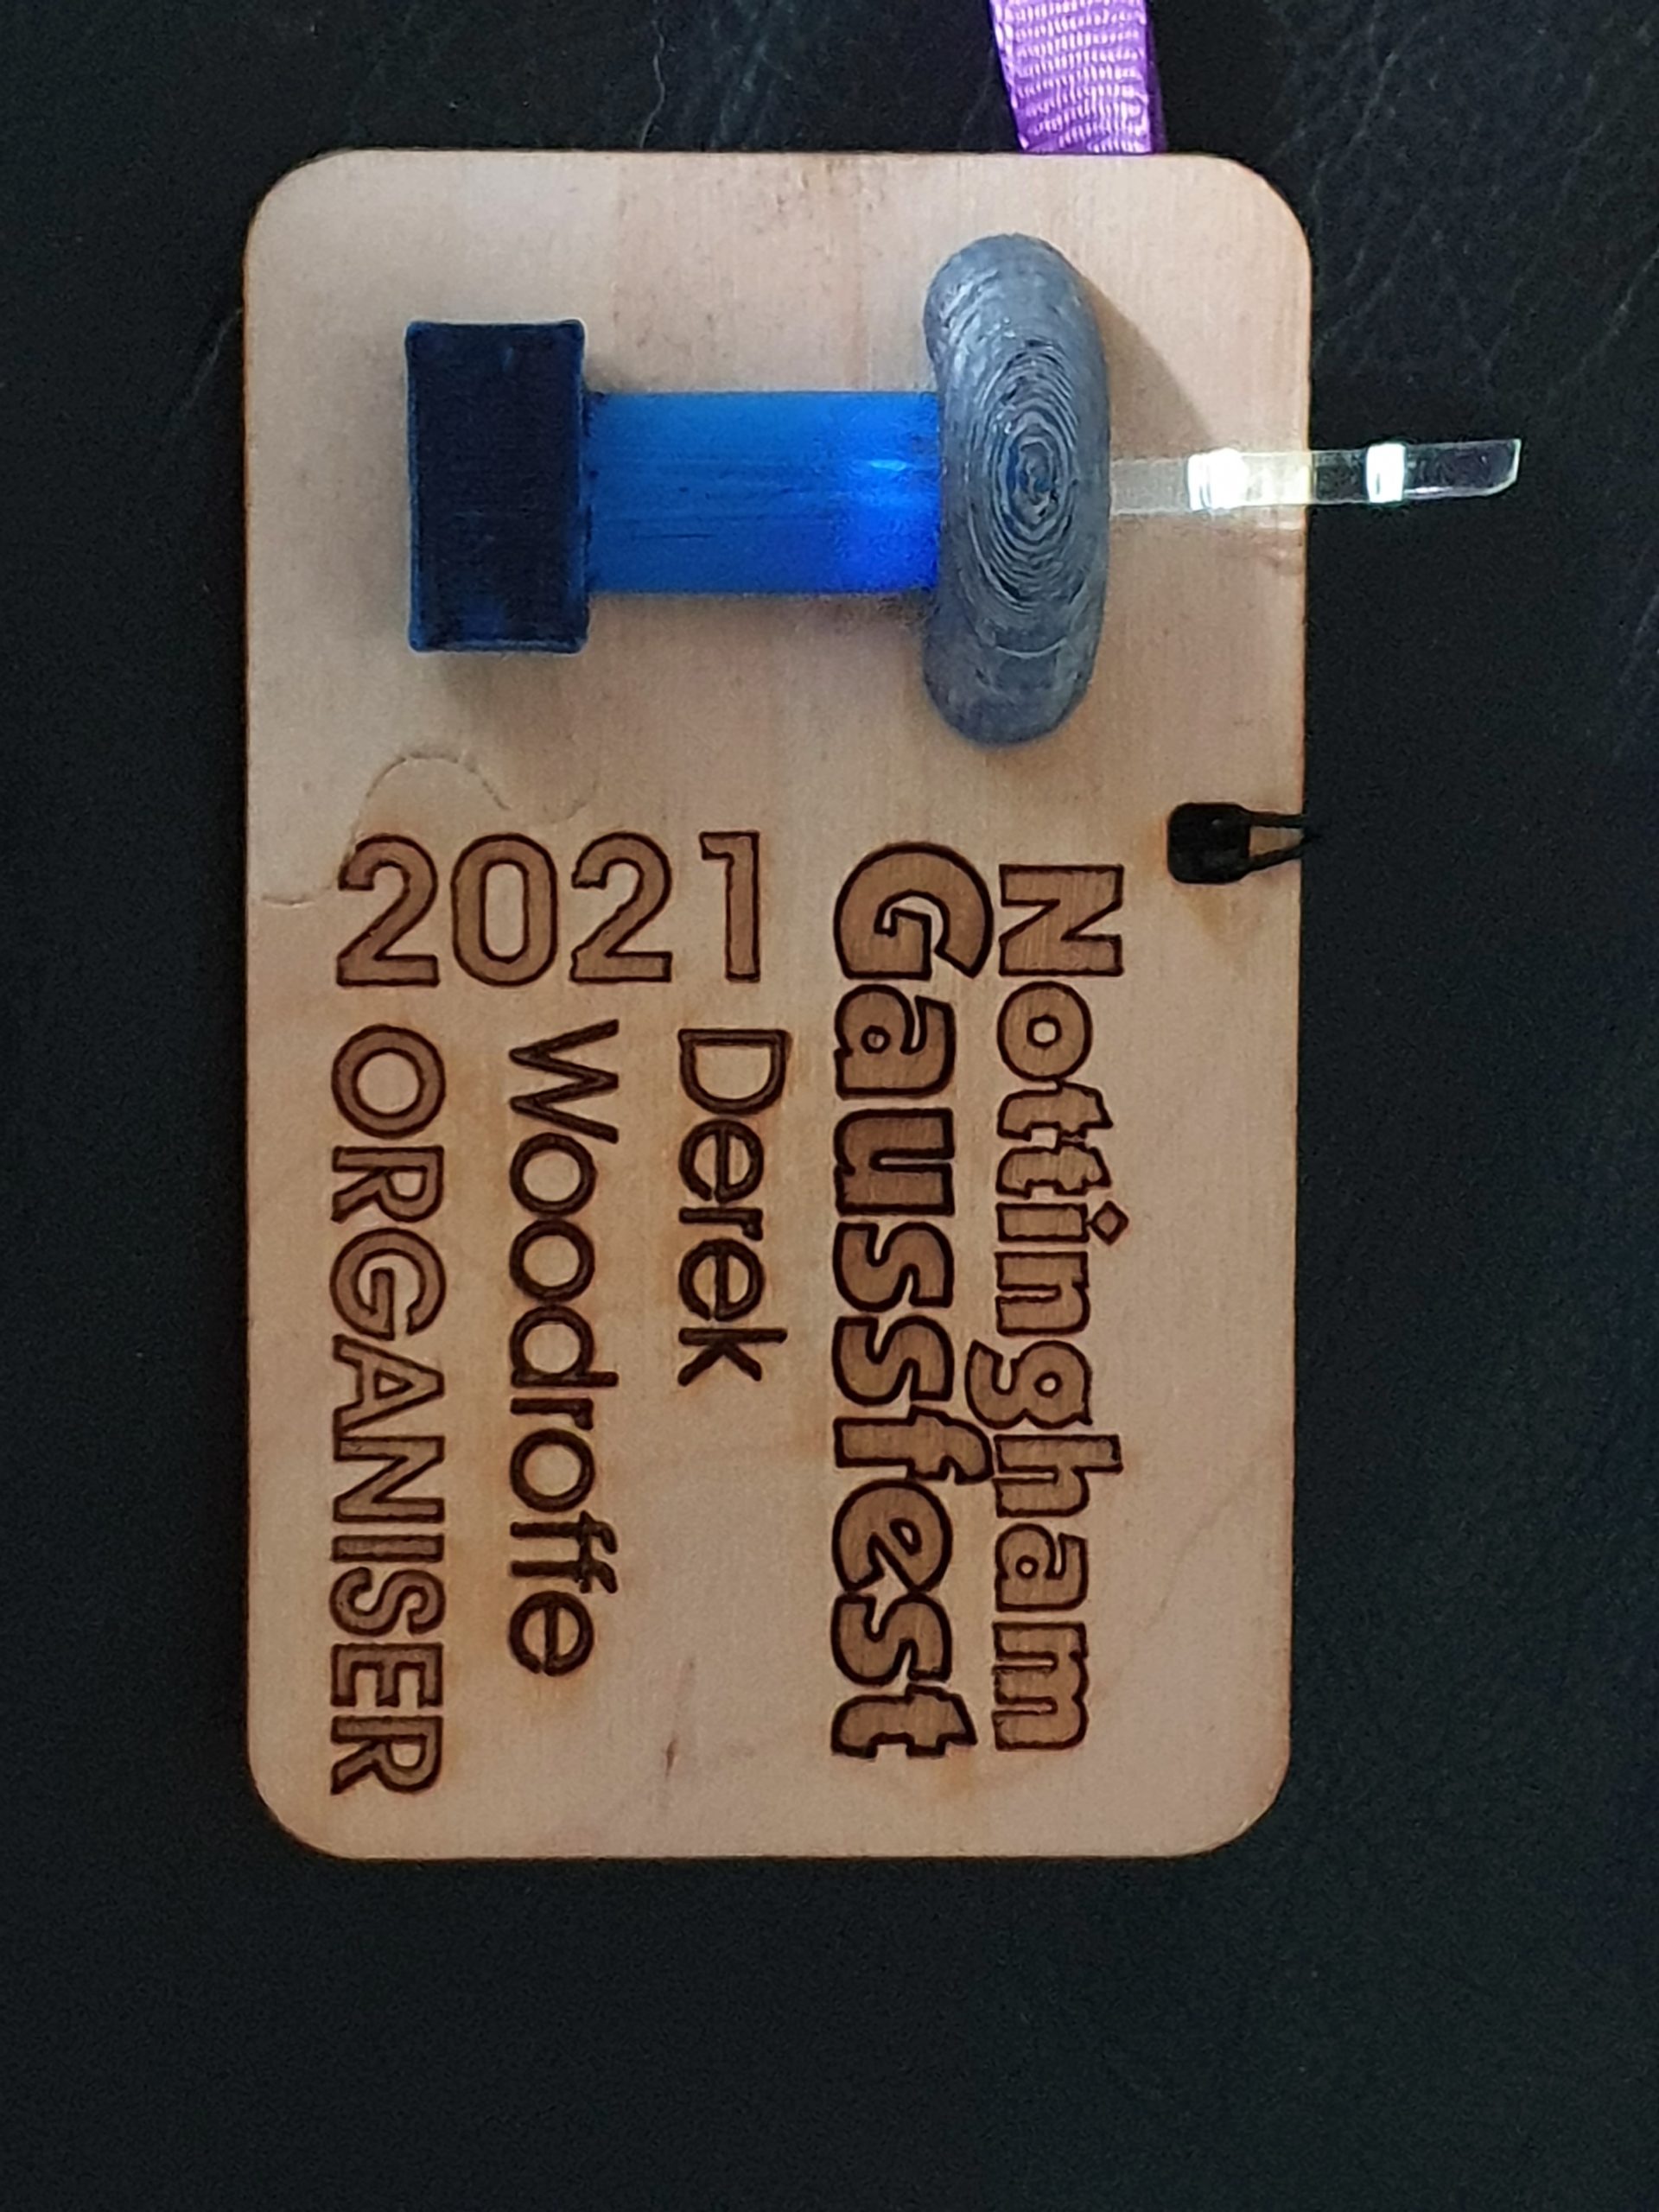 Nottingham
Gaussfest
2021
Derek
Woodroffe
ORGANISER